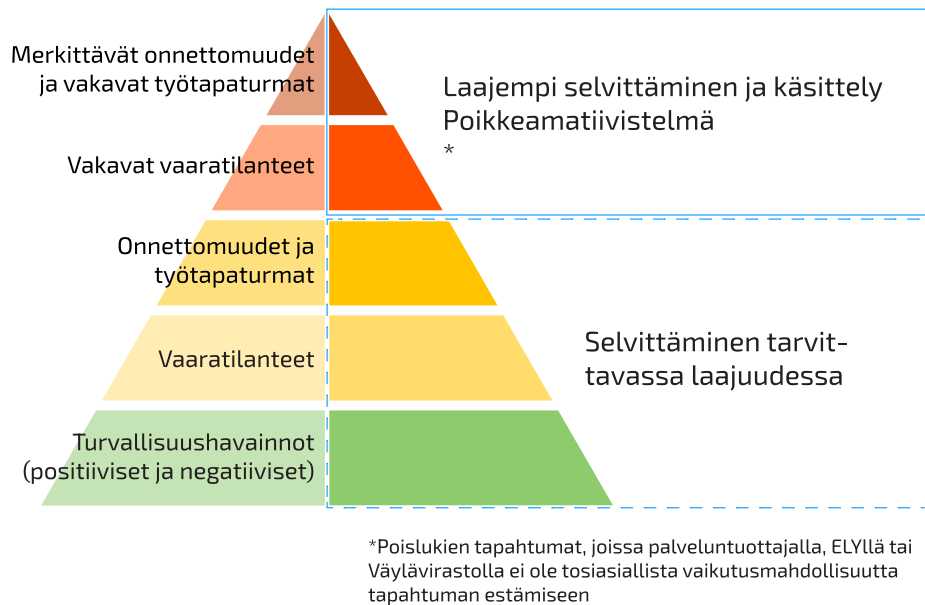 Merkittävät onnettomuudet
ja vakavat työtapaturmat
Laajempi selvittäminen ja käsittely
Poikkeamatiivistelmä
*
Vakavat vaaratilanteet
Onnettomuudet ja
työtapaturmat
Vaaratilanteet
Selvittäminen tarvit-
tavassa laajuudessa
Turvallisuushavainnot
(positiiviset ja negatiiviset)
*Poislukien tapahtumat, joissa palveluntuottajalla, ELYllä tai
Väylävirastolla ei ole tosiasiallista vaikutusmahdollisuutta
tapahtuman estämiseen